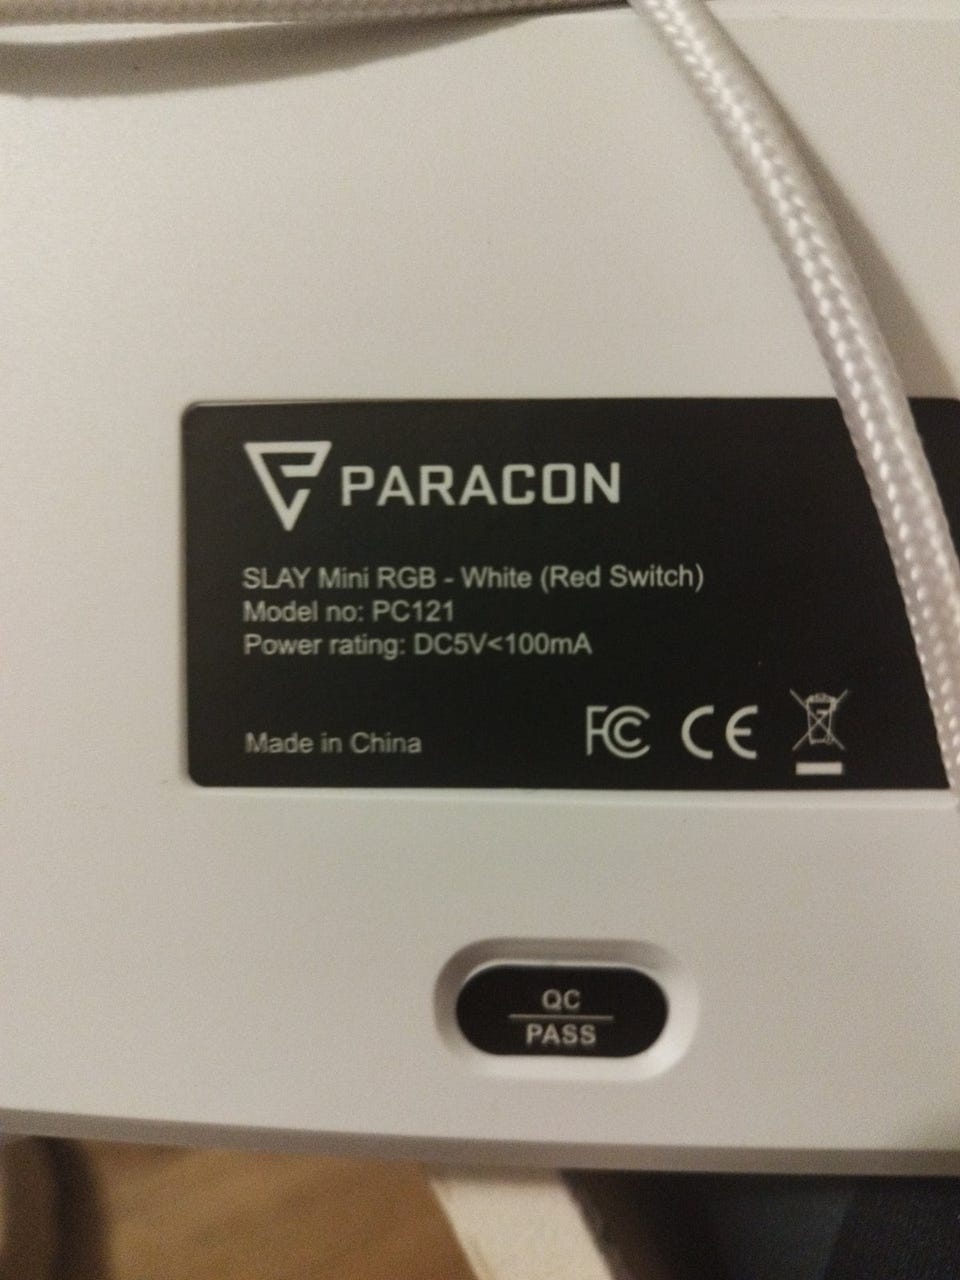 PARACON
SLAY Mini RGB - White (Red Switch)
Model no: PC121
Power rating: DC5V<100mA
Made in China
FC CE
QC
PASS